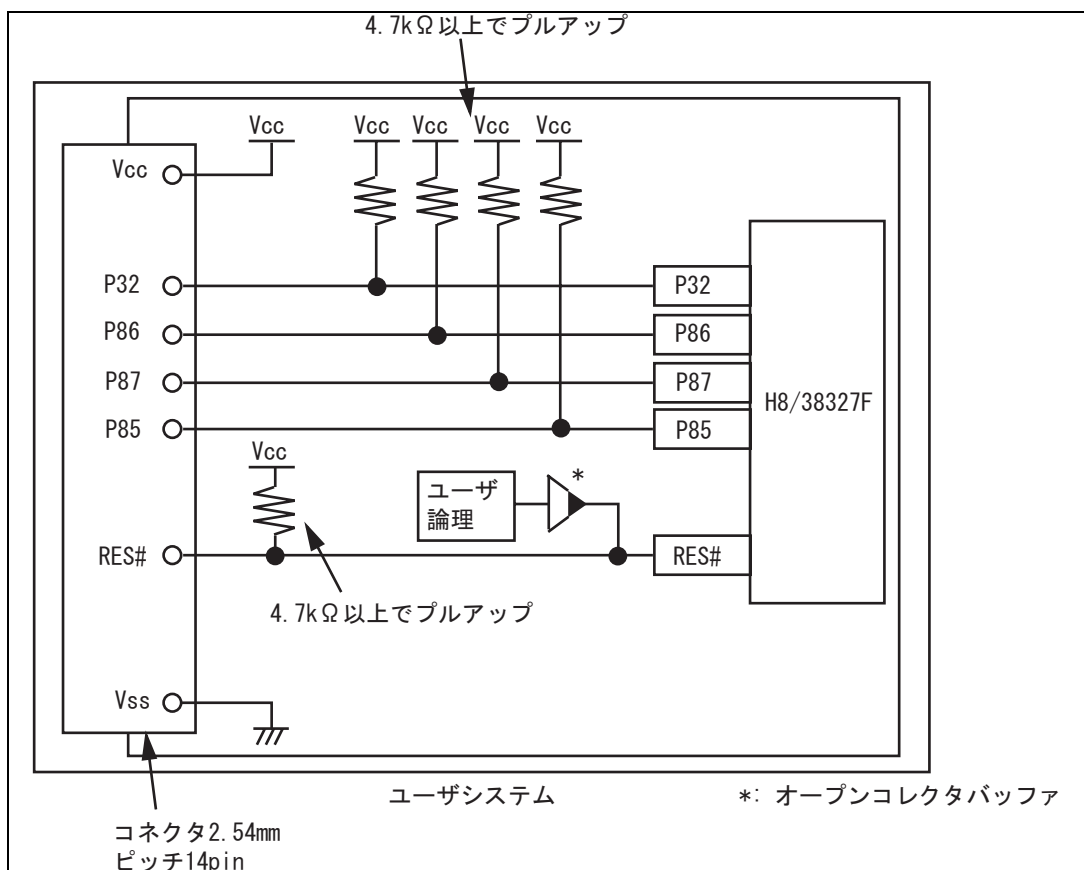 4.7kΩ以上でプルアップ
Vcc
Vcc Vcc Vcc Vcc
Vcc
P32
P32
P86
P86
P87
P87
H8/38327F
P85
P85
Vcc
*
ユーザ
論理
RES#
RES#
4.7kΩ以上でプルアップ
Vss
ユーザシステム
*: オープンコレクタバッファ
コネクタ2.54mm
ピッチ14pin